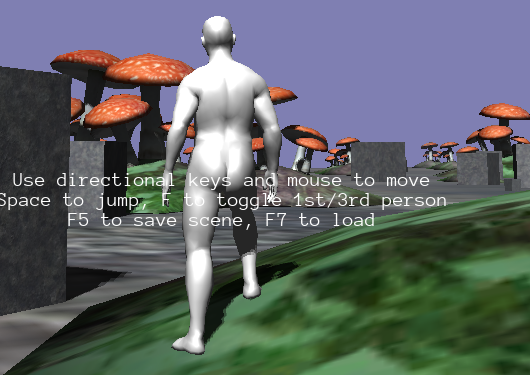 Use directional keys and mouse to move
Space to jump, F to toggle 1st/3rd person
F5 to save scene, F7 to load